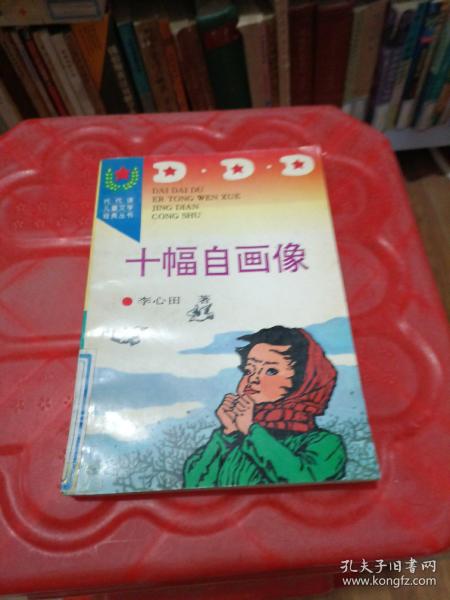 D·D·D
DAI DAI DU
ER TONG WEN XUE
JING DIAN
CONG SHU
代代读
儿童文学
经典丛书
十幅自画像
李心田 著
孔夫子旧书网
www.kongfz.com